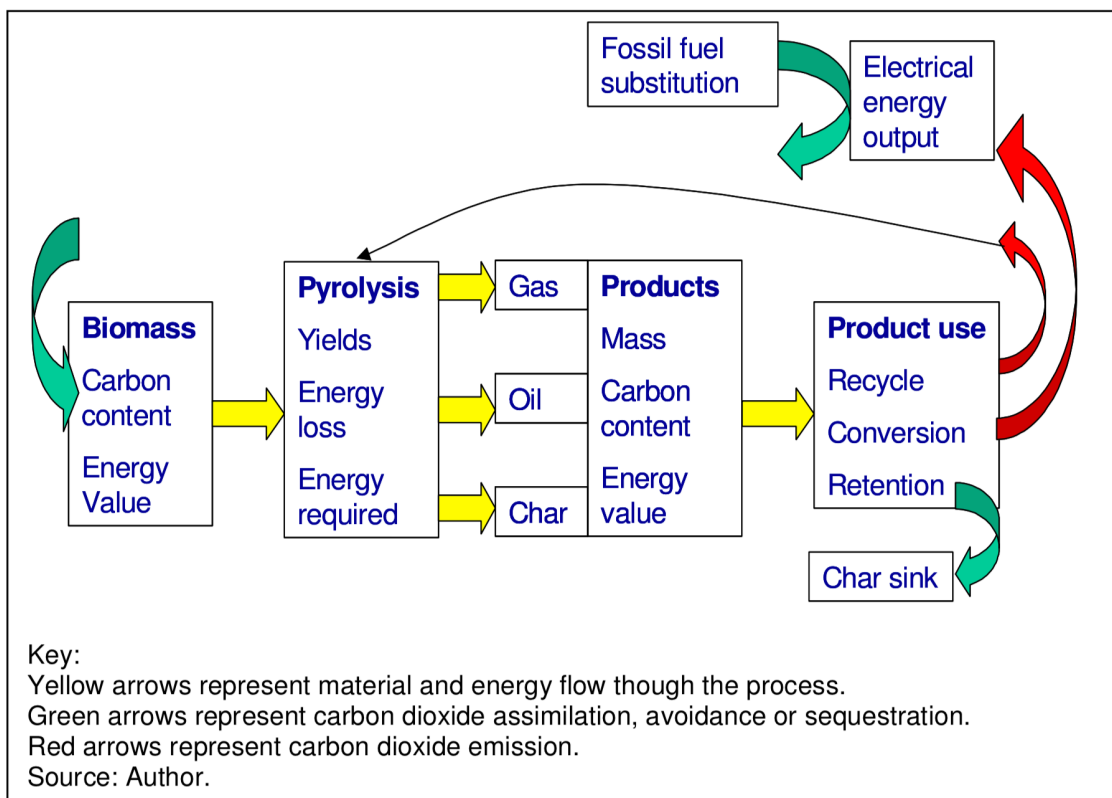 Fossil fuel
substitution
Electrical
energy
output
Biomass
Carbon
content
Energy
Value
Pyrolysis
Yields
Energy
loss
Energy
required
Gas
Oil
Char
Products
Mass
Carbon
content
Energy
value
Product use
Recycle
Conversion
Retention
Char sink
Key:
Yellow arrows represent material and energy flow though the process.
Green arrows represent carbon dioxide assimilation, avoidance or sequestration.
Red arrows represent carbon dioxide emission.
Source: Author.